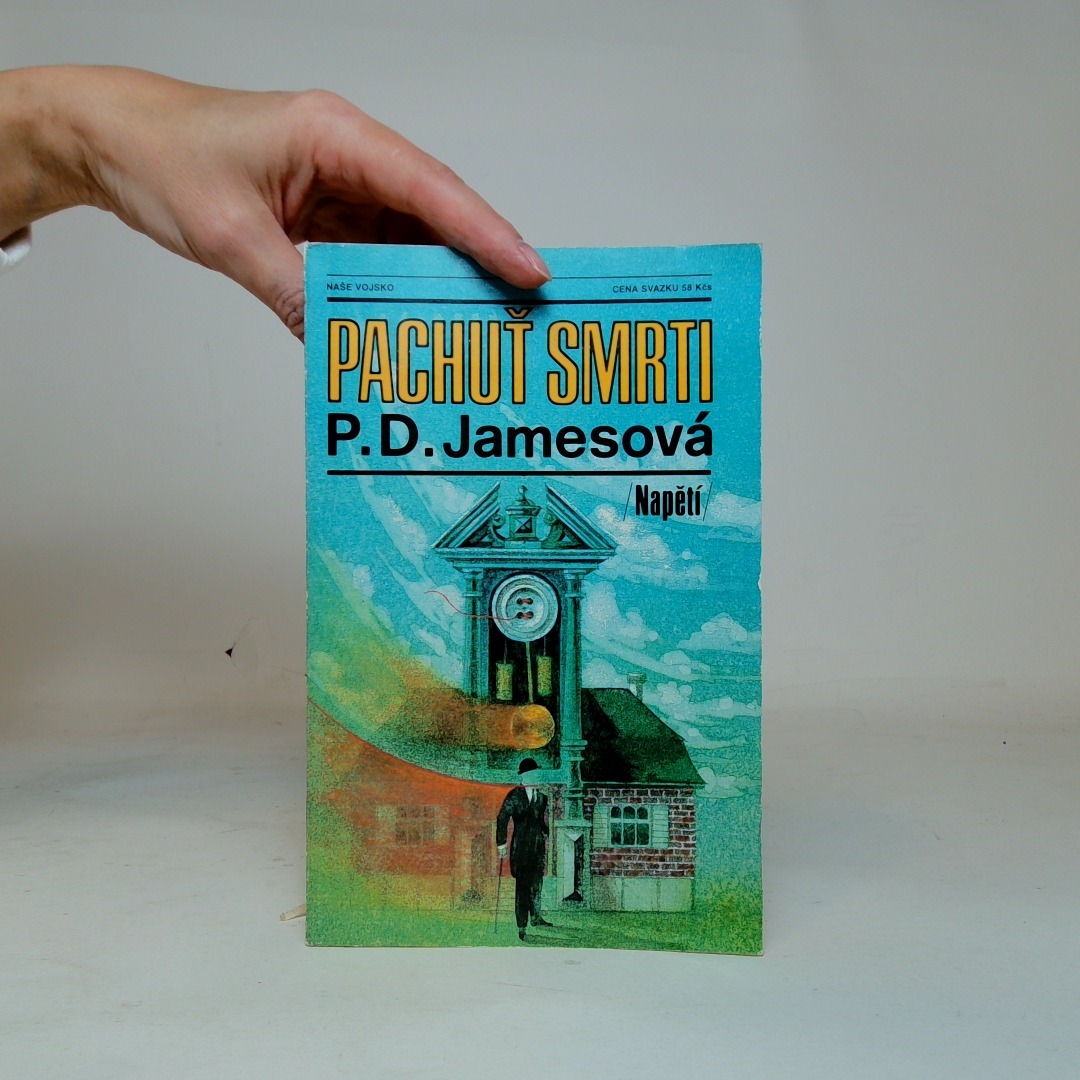 NAŠE VOJSKO
CENA SVAZKU 58 Kčs
PACHUŤ SMRTI
P.D.Jamesová
/Napětí/